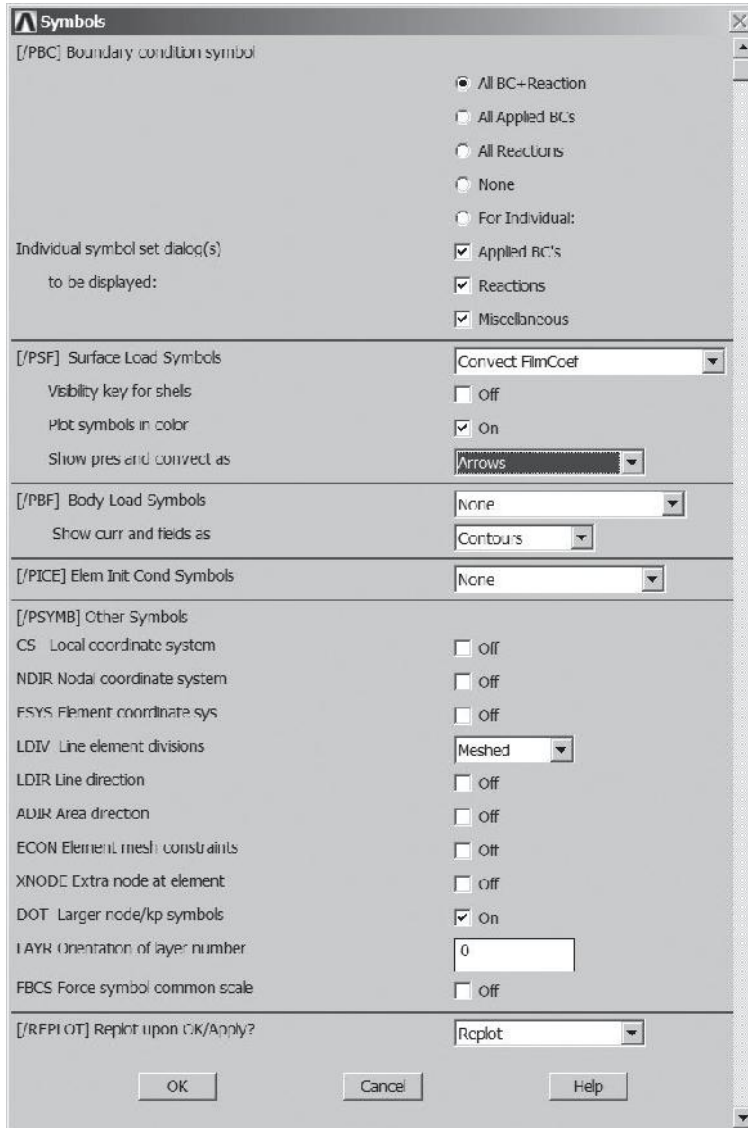 Symbols
[/PBC] Boundary condition symbol
All BC+Reaction
All Applied BCs
All Reactions
None
For Individual:
Individual symbol set dialog(s)
Applied BC's
to be displayed:
Reactions
Miscellaneous
[/PSF] Surface Load Symbols
Convect FilmCoef
Visibility key for shells
Off
Plot symbols in color
On
Show pres and convect as
Arrows
[/PBF] Body Load Symbols
None
Show curr and fields as
Contours
[/PICE] Elem Init Cond Symbols
None
[/PSYMB] Other Symbols
CS Local coordinate system
Off
NDIR Nodal coordinate system
Off
ESYS Element coordinate sys
Off
LDIV Line element divisions
Meshed
LDIR Line direction
Off
ADIR Area direction
Off
ECON Element mesh constraints
Off
XNODE Extra node at element
Off
DOT Larger node/kp symbols
On
LAYR Orientation of layer number
0
FBCS Force symbol common scale
Off
[/REPLOT] Replot upon OK/Apply?
Replot
OK
Cancel
Help